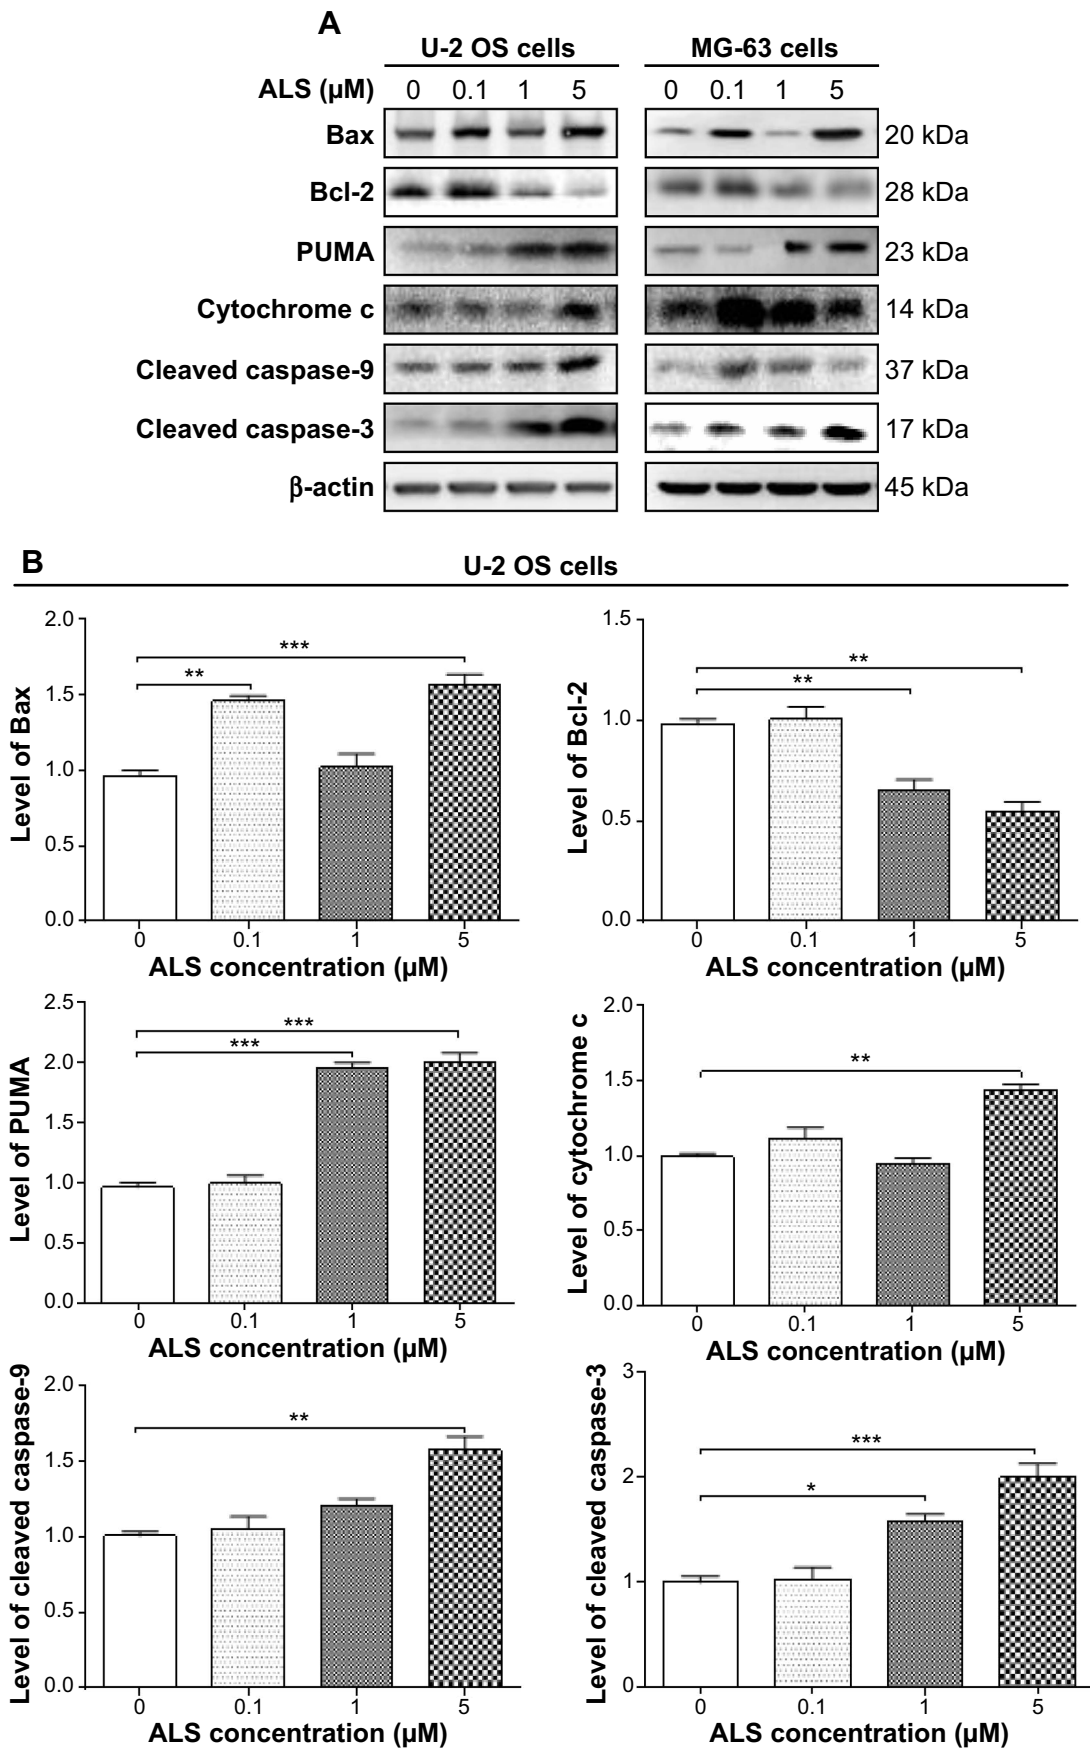 A
U-2 OS cells MG-63 cells
ALS (µM) 0 0.1 1 5 0 0.1 1 5
Bax 20 kDa
Bcl-2 28 kDa
PUMA 23 kDa
Cytochrome c 14 kDa
Cleaved caspase-9 37 kDa
Cleaved caspase-3 17 kDa
β-actin 45 kDa
B
U-2 OS cells
Level of Bax
2.0
1.5
1.0
0.5
0.0
***
**
0 0.1 1 5
ALS concentration (µM)
Level of Bcl-2
1.5
1.0
0.5
0.0
**
**
0 0.1 1 5
ALS concentration (µM)
Level of PUMA
2.5
2.0
1.5
1.0
0.5
0.0
***
***
0 0.1 1 5
ALS concentration (µM)
Level of cytochrome c
2.0
1.5
1.0
0.5
0.0
**
0 0.1 1 5
ALS concentration (µM)
Level of cleaved caspase-9
2.0
1.5
1.0
0.5
0.0
**
0 0.1 1 5
ALS concentration (µM)
Level of cleaved caspase-3
3
2
1
0
***
*
0 0.1 1 5
ALS concentration (µM)